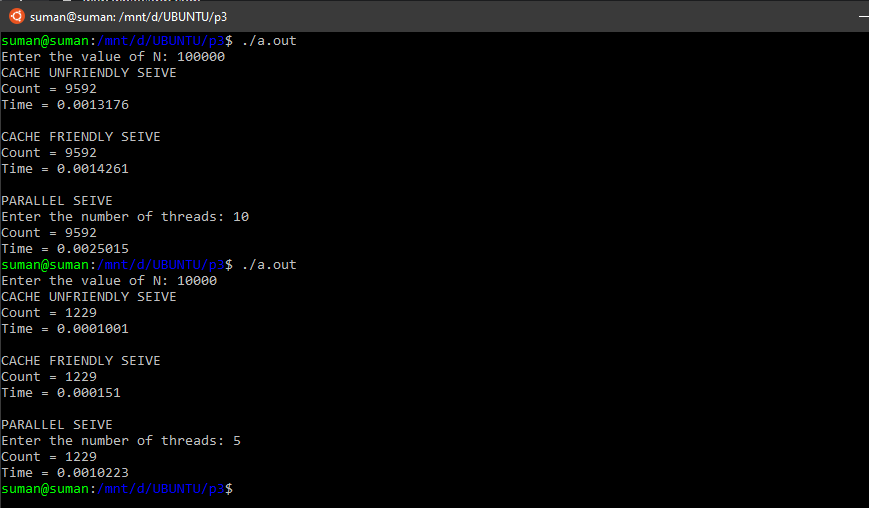 suman@suman: /mnt/d/UBUNTU/p3
suman@suman:/mnt/d/UBUNTU/p3$ ./a.out
Enter the value of N: 100000
CACHE UNFRIENDLY SEIVE
Count = 9592
Time = 0.0013176
CACHE FRIENDLY SEIVE
Count = 9592
Time = 0.0014261
PARALLEL SEIVE
Enter the number of threads: 10
Count = 9592
Time = 0.0025015
suman@suman:/mnt/d/UBUNTU/p3$ ./a.out
Enter the value of N: 10000
CACHE UNFRIENDLY SEIVE
Count = 1229
Time = 0.0001001
CACHE FRIENDLY SEIVE
Count = 1229
Time = 0.000151
PARALLEL SEIVE
Enter the number of threads: 5
Count = 1229
Time = 0.0010223
suman@suman:/mnt/d/UBUNTU/p3$